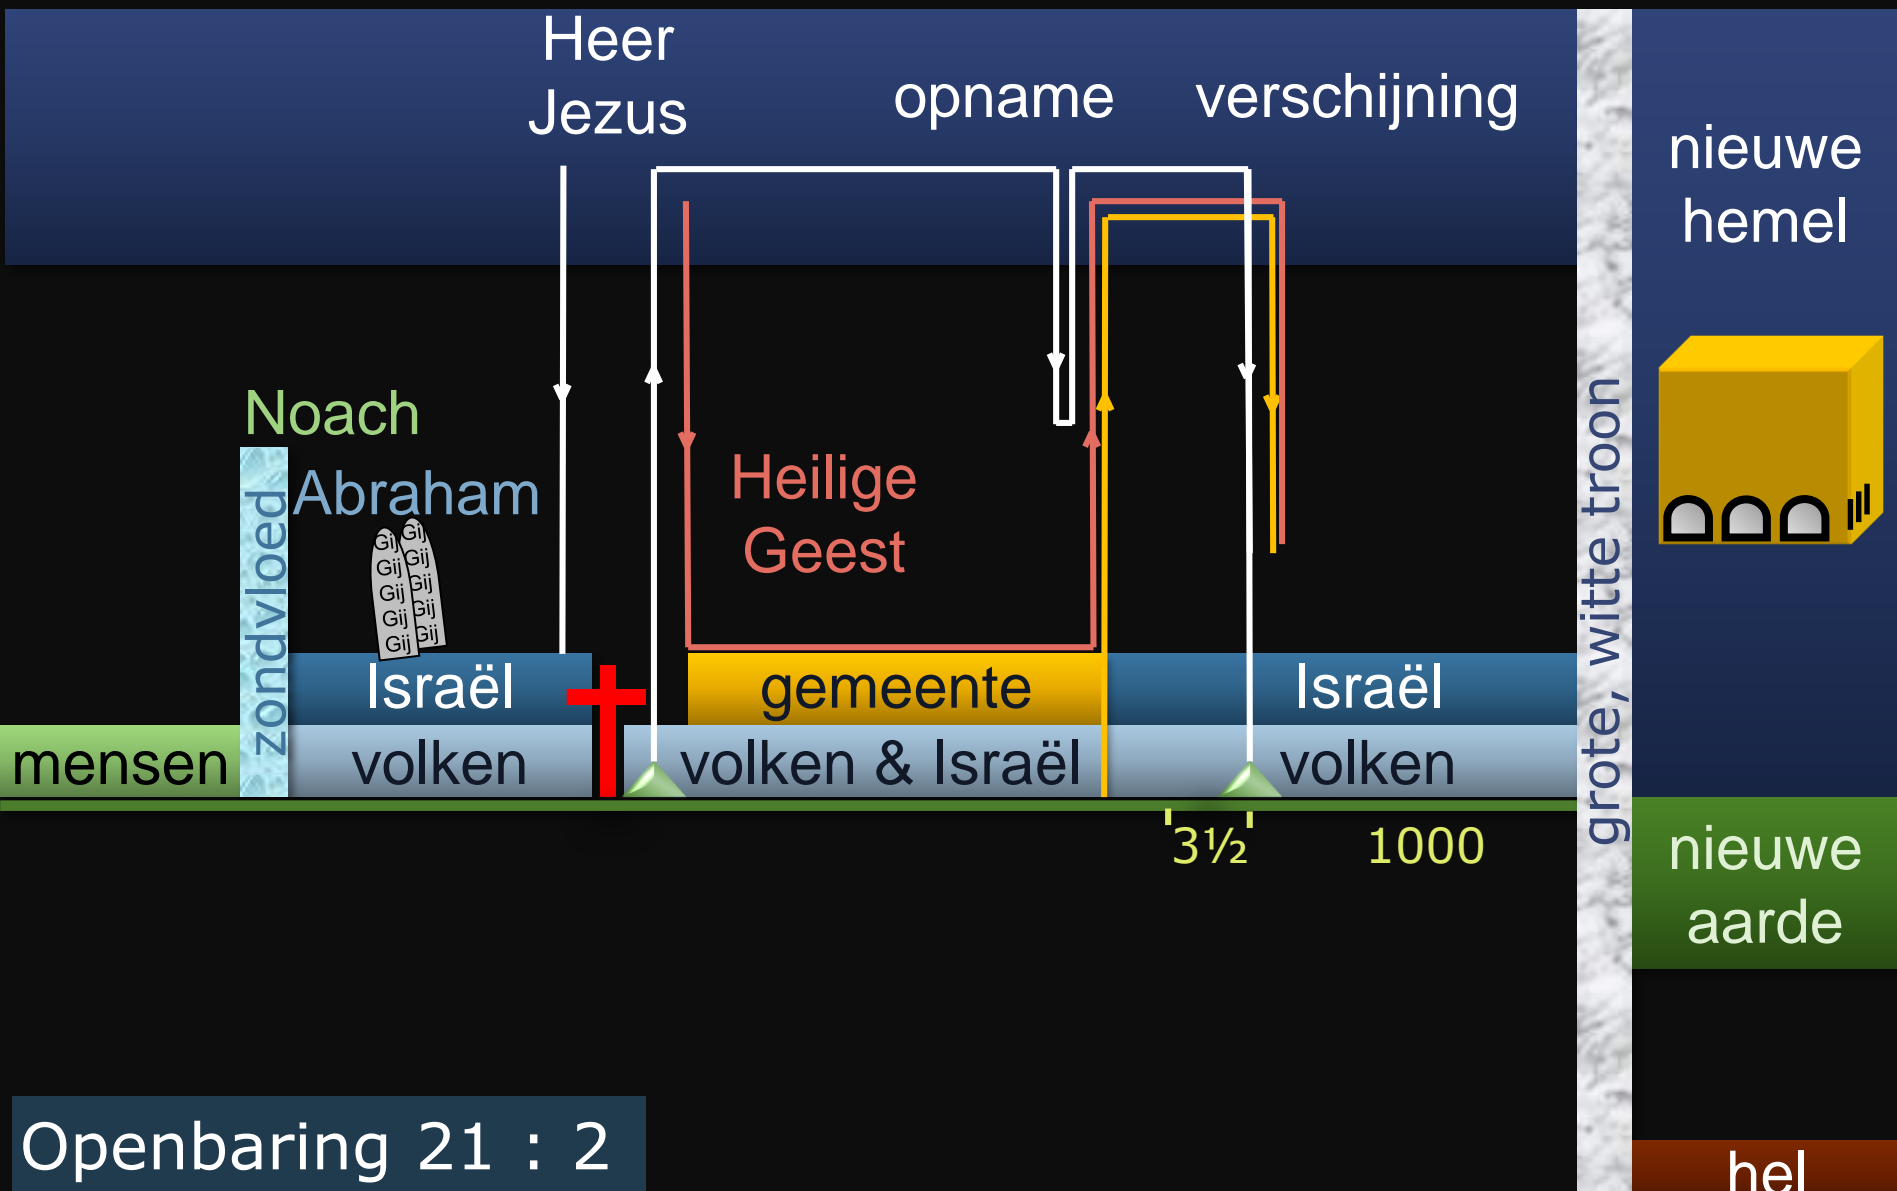 Heer
Jezus
opname
verschijning
nieuwe
hemel
Noach
Abraham
zondvloed
Gij
Gij
Gij
Gij
Gij
Gij
Gij
Gij
Gij
Gij
Heilige
Geest
grote, witte troon
Israël
gemeente
Israël
mensen
volken
volken & Israël
volken
3½
1000
nieuwe
aarde
Openbaring 21 : 2
hel